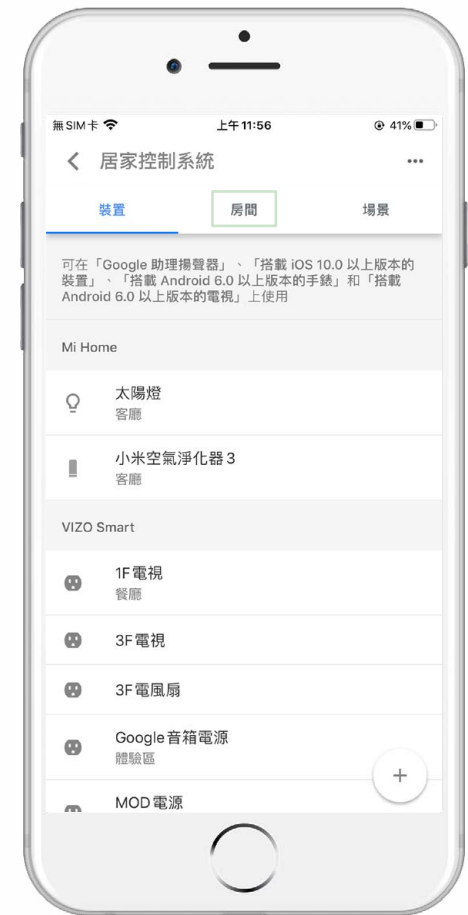 無SIM卡 上午11:56 41%
居家控制系統
裝置 房間 場景
可在「Google 助理揚聲器」、「搭載 iOS 10.0 以上版本的
裝置」、「搭載 Android 6.0 以上版本的手錶」和「搭載
Android 6.0 以上版本的電視」上使用
Mi Home
太陽燈
客廳
小米空氣淨化器3
客廳
VIZO Smart
1F電視
餐廳
3F電視
3F電風扇
Google音箱電源
體驗區
MOD電源